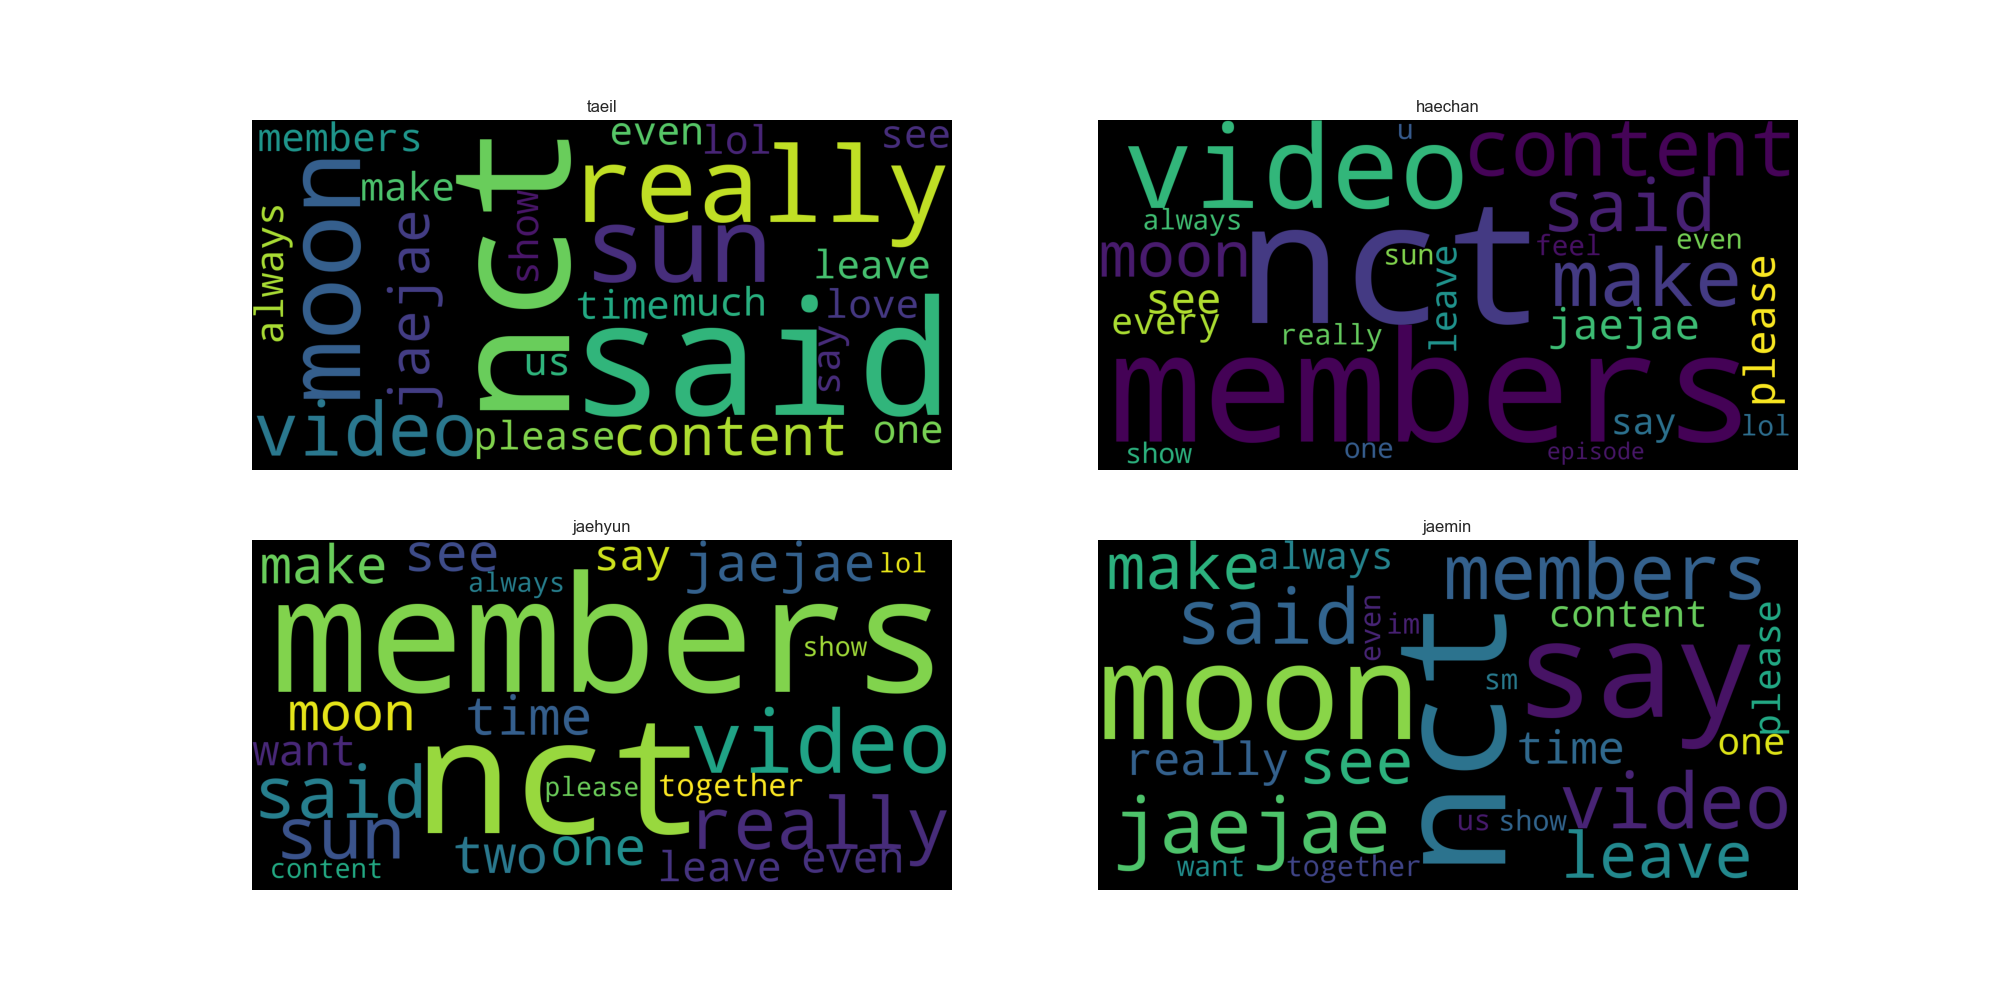 taeil
members
even
lol
see
moon
make
nct
really
always
jaejae
show
sun
leave
time
much
love
us
said
say
video
please
content
one
haechan
video
u
content
always
said
moon
nct
sun
leave
feel
even
see
make
please
every
really
jaejae
members
say
lol
show
one
episode
jaehyun
make
see
say
jaejae
lol
always
members
show
moon
time
want
nct
video
said
please
together
sun
really
two
one
leave
even
content
jaemin
make
always
members
said
even
im
content
please
moon
nct
sm
say
really
see
time
one
jaejae
us
show
video
want
together
leave